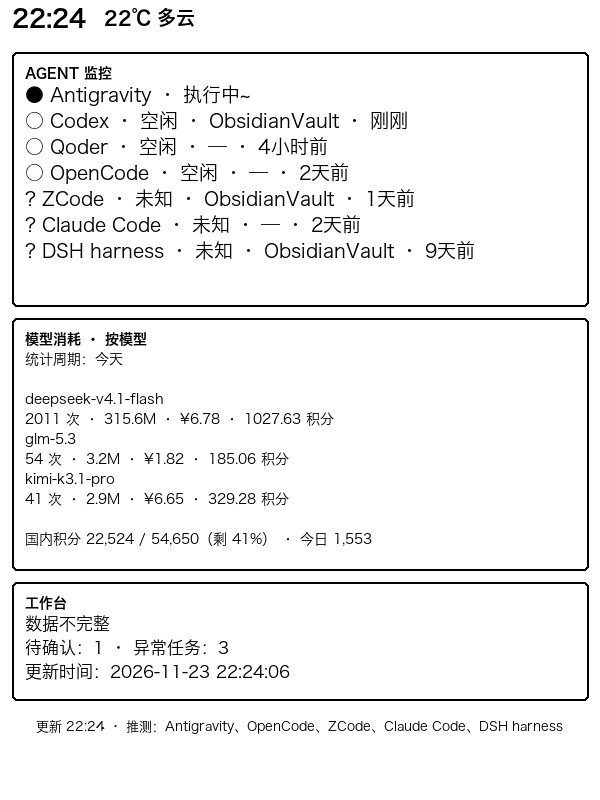 22:24 22℃ 多云
AGENT 监控
● Antigravity · 执行中~
○ Codex · 空闲 · ObsidianVault · 刚刚
○ Qoder · 空闲 · — · 4小时前
○ OpenCode · 空闲 · — · 2天前
? ZCode · 未知 · ObsidianVault · 1天前
? Claude Code · 未知 · — · 2天前
? DSH harness · 未知 · ObsidianVault · 9天前
模型消耗 · 按模型
统计周期：今天
deepseek-v4.1-flash
2011 次 · 315.6M · ¥6.78 · 1027.63 积分
glm-5.3
54 次 · 3.2M · ¥1.82 · 185.06 积分
kimi-k3.1-pro
41 次 · 2.9M · ¥6.65 · 329.28 积分
国内积分 22,524 / 54,650（剩 41%） · 今日 1,553
工作台
数据不完整
待确认：1 · 异常任务：3
更新时间：2026-11-23 22:24:06
更新 22:24 · 推测：Antigravity、OpenCode、ZCode、Claude Code、DSH harness